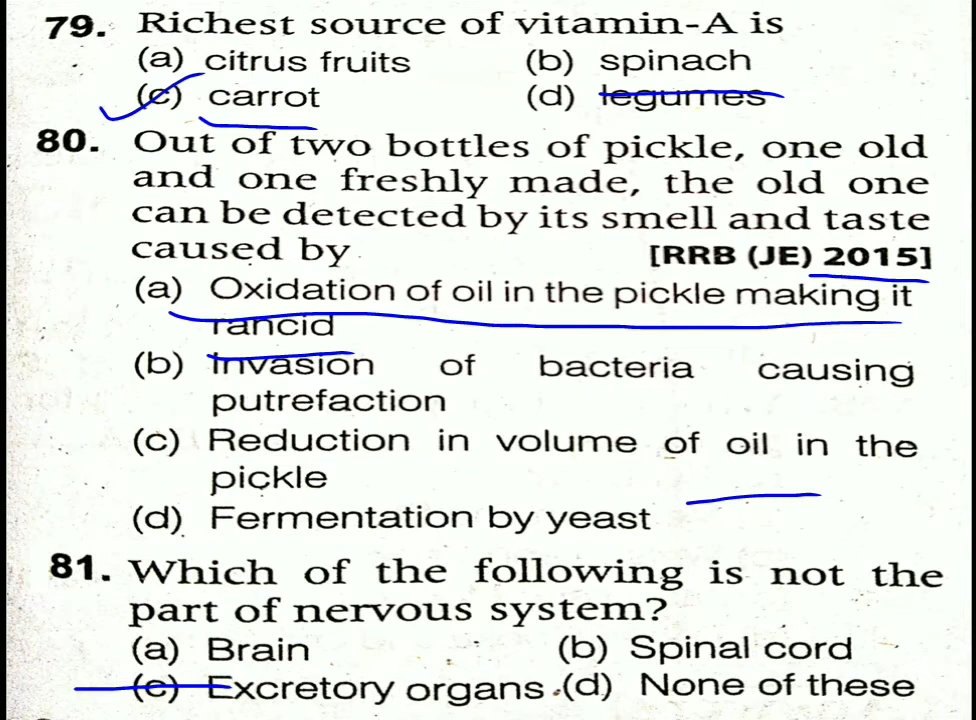 79. Richest source of vitamin-A is
(a) citrus fruits (b) spinach
(c) carrot (d) legumes
80. Out of two bottles of pickle, one old
and one freshly made, the old one
can be detected by its smell and taste
caused by [RRB (JE) 2015]
(a) Oxidation of oil in the pickle making it
rancid
(b) Invasion of bacteria causing
putrefaction
(c) Reduction in volume of oil in the
pickle
(d) Fermentation by yeast
81. Which of the following is not the
part of nervous system?
(a) Brain (b) Spinal cord
(c) Excretory organs (d) None of these